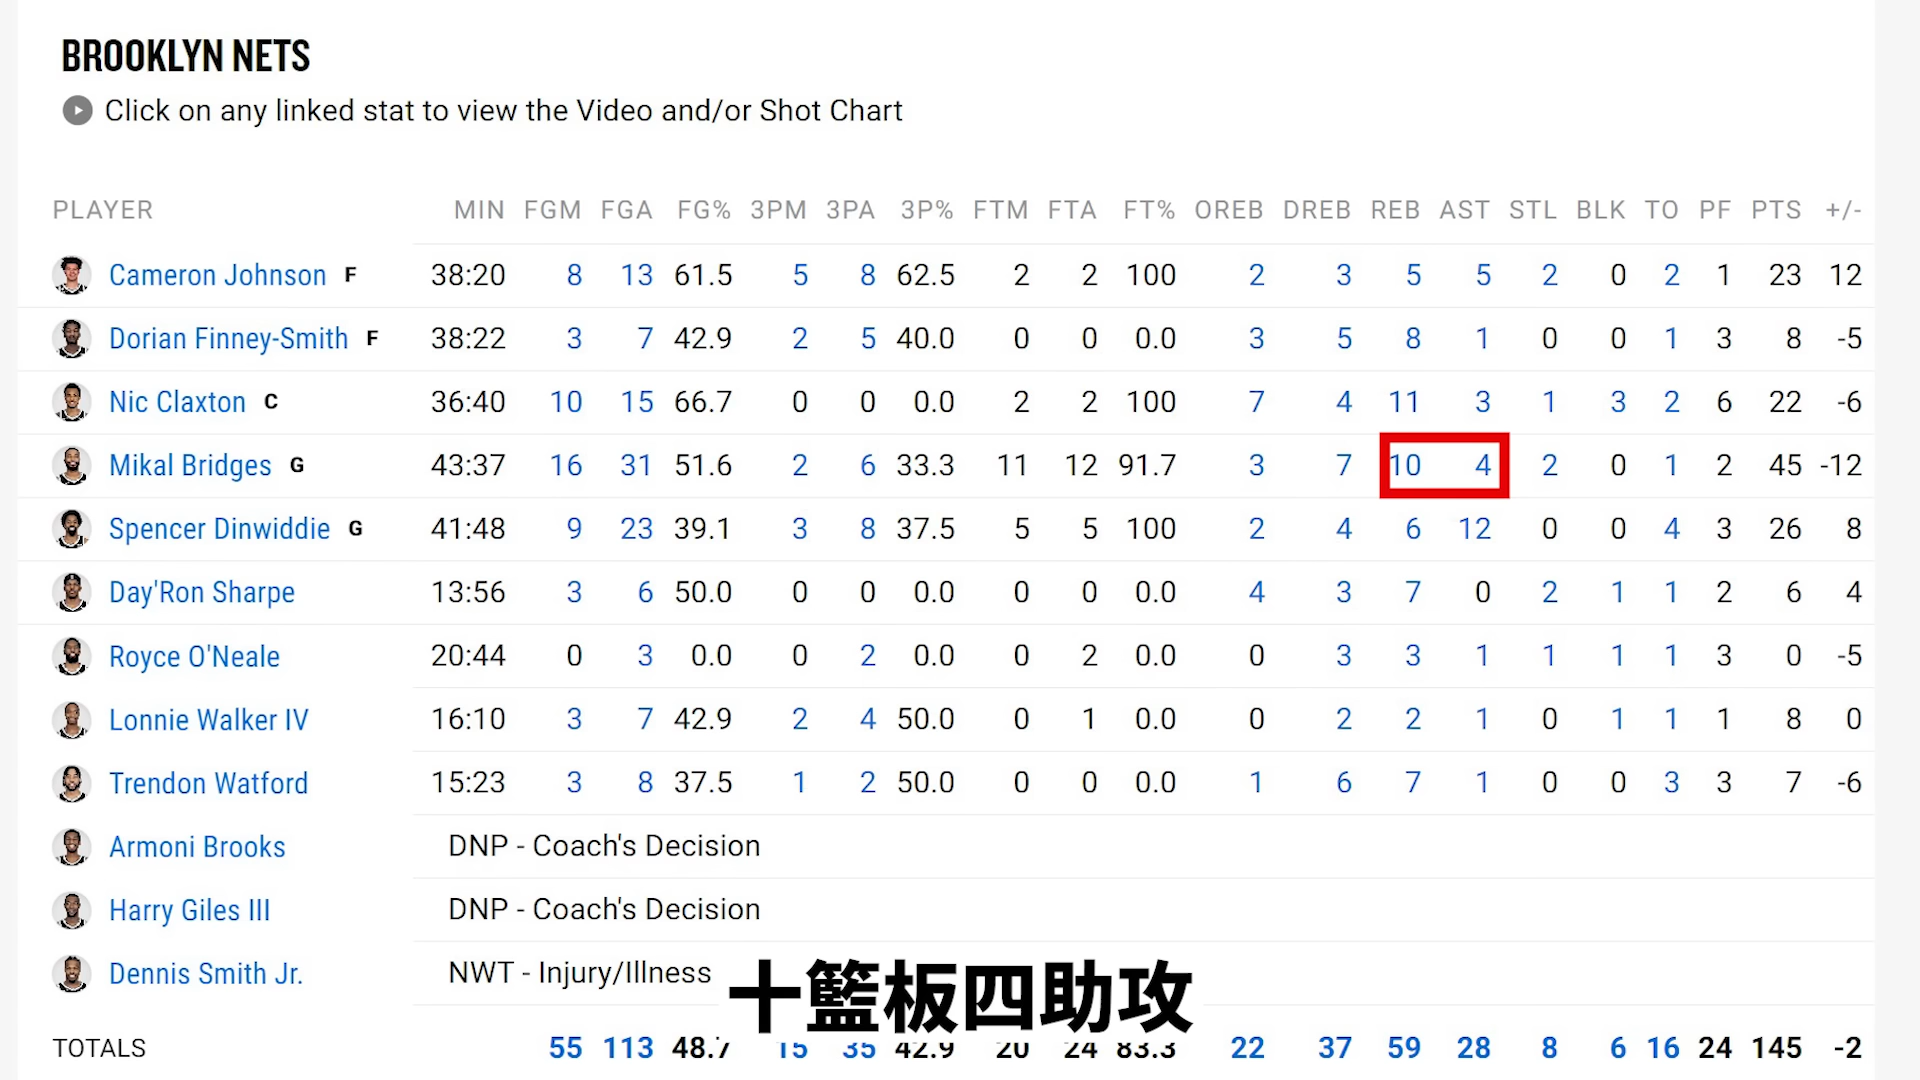 BROOKLYN NETS
Click on any linked stat to view the Video and/or Shot Chart
PLAYER MIN FGM FGA FG% 3PM 3PA 3P% FTM FTA FT% OREB DREB REB AST STL BLK TO PF PTS +/-
Cameron Johnson F 38:20 8 13 61.5 5 8 62.5 2 2 100 2 3 5 5 2 0 2 1 23 12
Dorian Finney-Smith F 38:22 3 7 42.9 2 5 40.0 0 0 0.0 3 5 8 1 0 0 1 3 8 -5
Nic Claxton C 36:40 10 15 66.7 0 0 0.0 2 2 100 7 4 11 3 1 3 2 6 22 -6
Mikal Bridges G 43:37 16 31 51.6 2 6 33.3 11 12 91.7 3 7 10 4 2 0 1 2 45 -12
Spencer Dinwiddie G 41:48 9 23 39.1 3 8 37.5 5 5 100 2 4 6 12 0 0 4 3 26 8
Day'Ron Sharpe 13:56 3 6 50.0 0 0 0.0 0 0 0.0 4 3 7 0 2 1 1 2 6 4
Royce O'Neale 20:44 0 3 0.0 0 2 0.0 0 2 0.0 0 3 3 1 1 1 1 3 0 -5
Lonnie Walker IV 16:10 3 7 42.9 2 4 50.0 0 1 0.0 0 2 2 1 0 1 1 1 8 0
Trendon Watford 15:23 3 8 37.5 1 2 50.0 0 0 0.0 1 6 7 1 0 0 3 3 7 -6
Armoni Brooks DNP - Coach's Decision
Harry Giles III DNP - Coach's Decision
Dennis Smith Jr. NWT - Injury/Illness
十籃板四助攻
TOTALS 55 113 48.7 15 35 42.9 20 24 83.3 22 37 59 28 8 6 16 24 145 -2